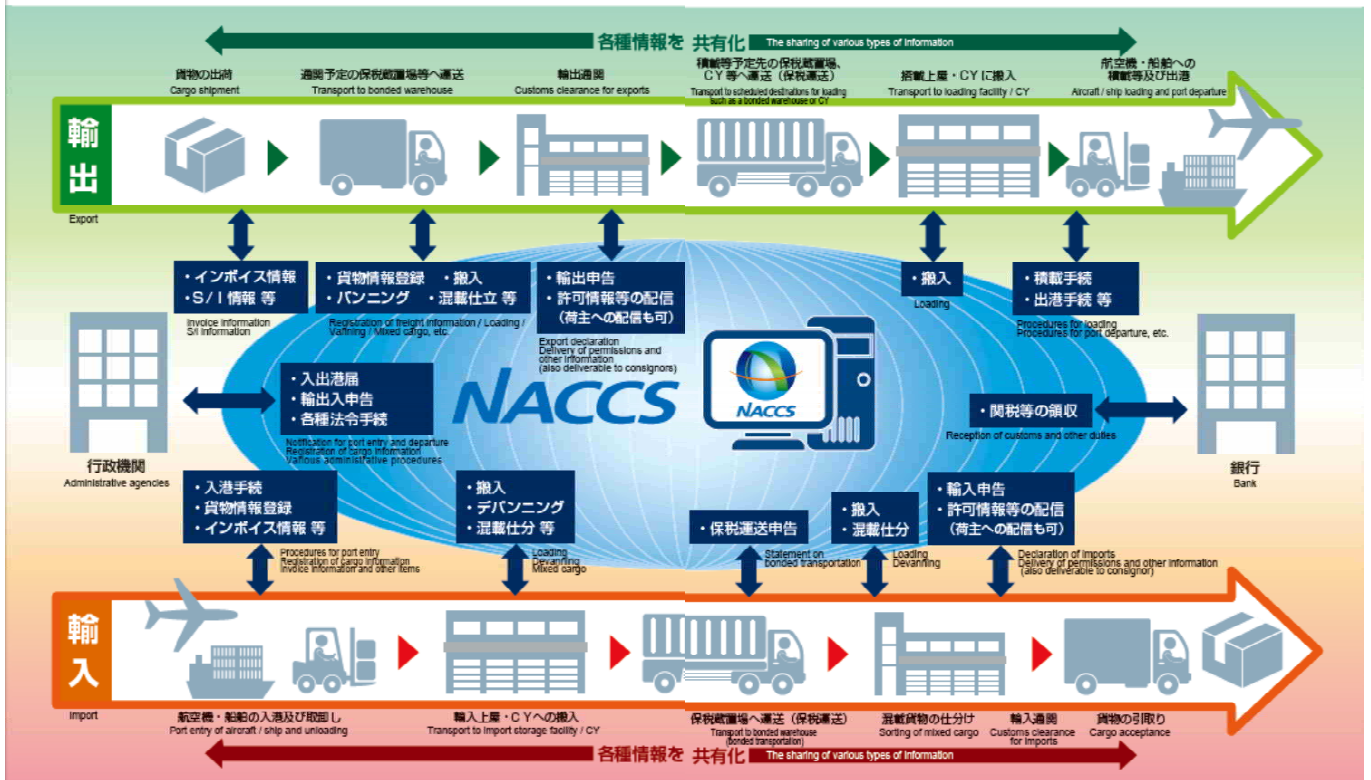 各種情報を 共有化 The sharing of various types of information
貨物の出荷
Cargo shipment
通関予定の保税蔵置場等へ運送
Transport to bonded warehouse
輸出通関
Customs clearance for exports
積載等予定先の保税蔵置場、
CY等へ運送（保税運送）
Transport to scheduled destinations for loading
such as a bonded warehouse or CY
搭載上屋・CYに搬入
Transport to loading facility / CY
航空機・船舶への
積載等及び出港
Aircraft / ship loading and port departure
輸出
Export
・インボイス情報
・S/I 情報 等
Invoice information
S/I information
・貨物情報登録 ・搬入
・バンニング ・混載仕立 等
Registration of freight information / Loading /
Vanning / Mixed cargo, etc.
・輸出申告
・許可情報等の配信
（荷主への配信も可）
Export declaration
Delivery of permissions and
other information
(also deliverable to consignors)
・搬入
Loading
・積載手続
・出港手続 等
Procedures for loading
Procedures for port departure, etc.
行政機関
Administrative agencies
・入出港届
・輸出入申告
・各種法令手続
Notification for port entry and departure
Registration of cargo information
Various administrative procedures
NACCS
NACCS
・関税等の領収
Reception of customs and other duties
銀行
Bank
・入港手続
・貨物情報登録
・インボイス情報 等
Procedures for port entry
Registration of cargo information
Invoice information and other items
・搬入
・デバンニング
・混載仕分 等
Loading
Devanning
Mixed cargo
・保税運送申告
Statement on
bonded transportation
・搬入
・混載仕分
Loading
Devanning
・輸入申告
・許可情報等の配信
（荷主への配信も可）
Declaration of imports
Delivery of permissions and other information
(also deliverable to consignor)
輸入
Import
航空機・船舶の入港及び取卸し
Port entry of aircraft / ship and unloading
輸入上屋・CYへの搬入
Transport to import storage facility / CY
保税蔵置場へ運送（保税運送）
Transport to bonded warehouse
(bonded transportation)
混載貨物の仕分け
Sorting of mixed cargo
輸入通関
Customs clearance
for imports
貨物の引取り
Cargo acceptance
各種情報を 共有化 The sharing of various types of information